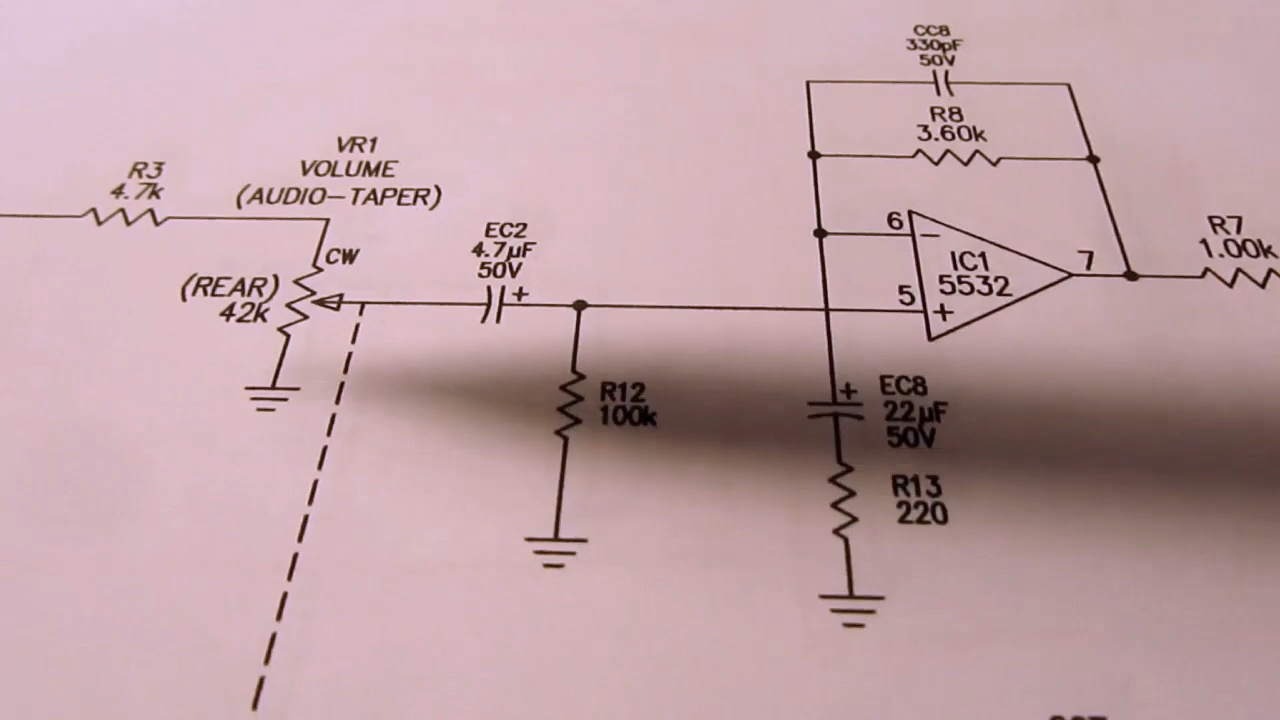 CC8
330pF
50V
R8
3.60k
VR1
VOLUME
(AUDIO-TAPER)
R3
4.7k
CW
EC2
4.7µF
50V
(REAR)
42k
+
6
−
IC1
5532
7
5
+
R7
1.00k
R12
100k
+
EC8
22µF
50V
R13
220